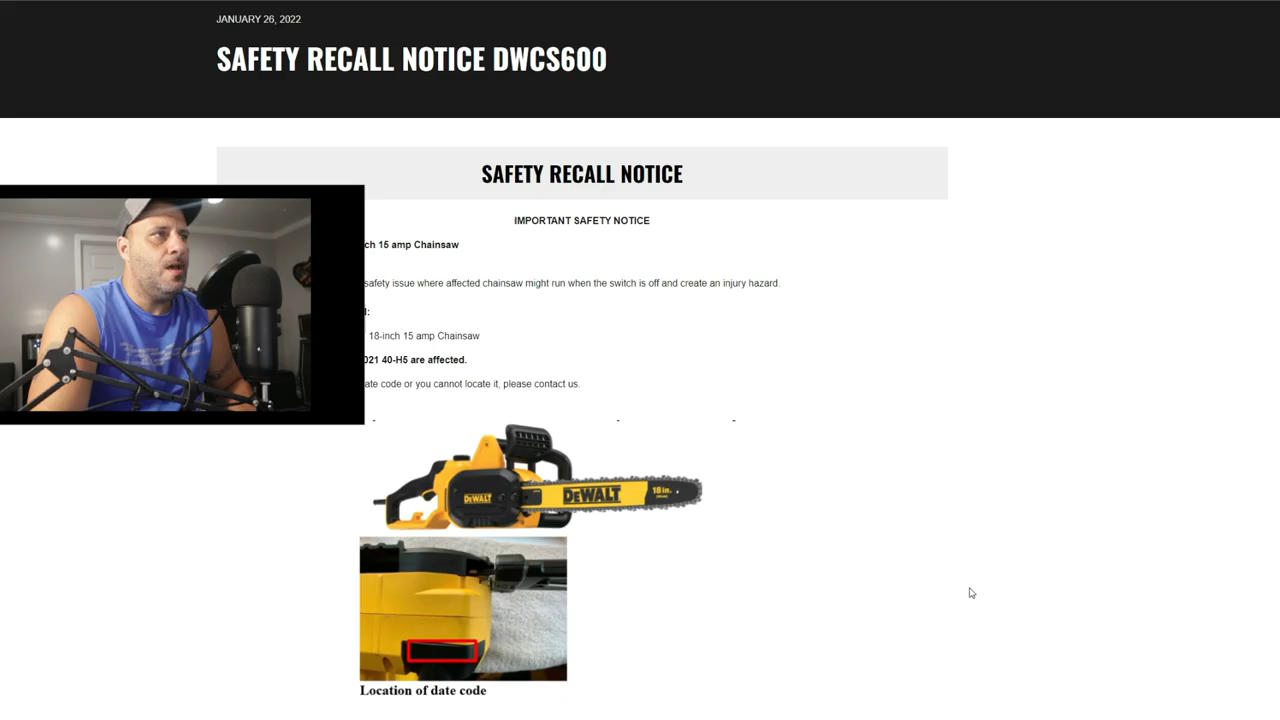 JANUARY 26, 2022
SAFETY RECALL NOTICE DWCS600
SAFETY RECALL NOTICE
IMPORTANT SAFETY NOTICE
ch 15 amp Chainsaw
safety issue where affected chainsaw might run when the switch is off and create an injury hazard.
18-inch 15 amp Chainsaw
021 40-H5 are affected.
ate code or you cannot locate it, please contact us.
DEWALT
DEWALT
18 in.
Location of date code